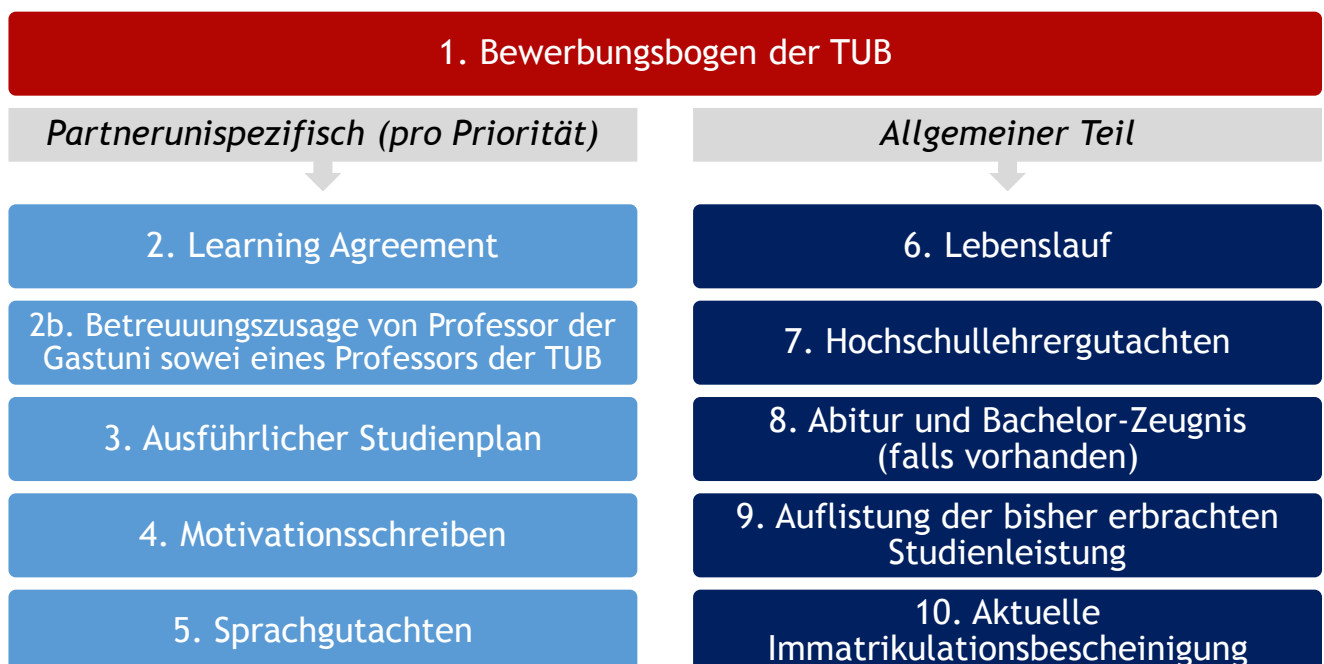 1. Bewerbungsbogen der TUB
Partnerunispezifisch (pro Priorität)
2. Learning Agreement
2b. Betreuuungszusage von Professor der
Gastuni sowei eines Professors der TUB
3. Ausführlicher Studienplan
4. Motivationsschreiben
5. Sprachgutachten
Allgemeiner Teil
6. Lebenslauf
7. Hochschullehrergutachten
8. Abitur und Bachelor-Zeugnis
(falls vorhanden)
9. Auflistung der bisher erbrachten
Studienleistung
10. Aktuelle
Immatrikulationsbescheinigung